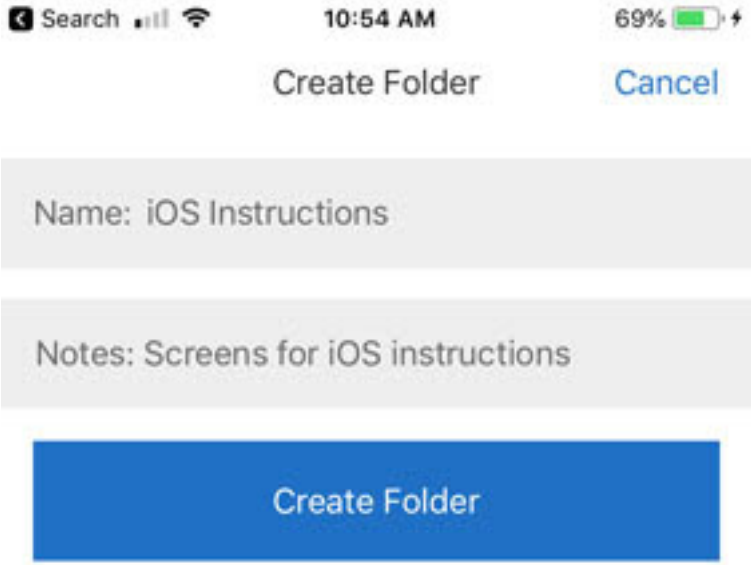 Search 10:54 AM 69%
Create Folder Cancel
Name: iOS Instructions
Notes: Screens for iOS instructions
Create Folder